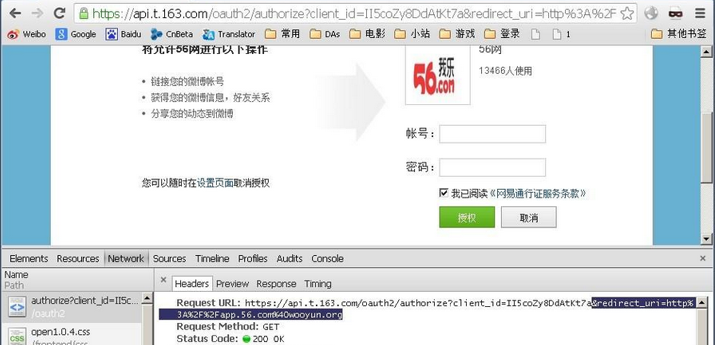 https://api.t.163.com/oauth2/authorize?client_id=II5coZy8DdAtKt7a&redirect_uri=http%3A%2F
Weibo Google Baidu CnBeta Translator 常用 DAs 电影 小站 游戏 登录 1 其他书签
将允许56网进行以下操作
链接您的微博帐号
获得您的微博信息，好友关系
分享您的动态到微博
您可以随时在设置页面取消授权
56 我乐
.com
56网
13466人使用
帐号：
密码：
我已阅读《网易通行证服务条款》
授权 取消
Elements Resources Network Sources Timeline Profiles Audits Console
Name
Path
× Headers Preview Response Timing
authorize?client_id=II5c...
/oauth2
open1.0.4.css
/frontend/css
Request URL: https://api.t.163.com/oauth2/authorize?client_id=II5coZy8DdAtKt7a&redirect_uri=http%
3A%2F%2Fapp.56.com%40wooyun.org
Request Method: GET
Status Code: 200 OK